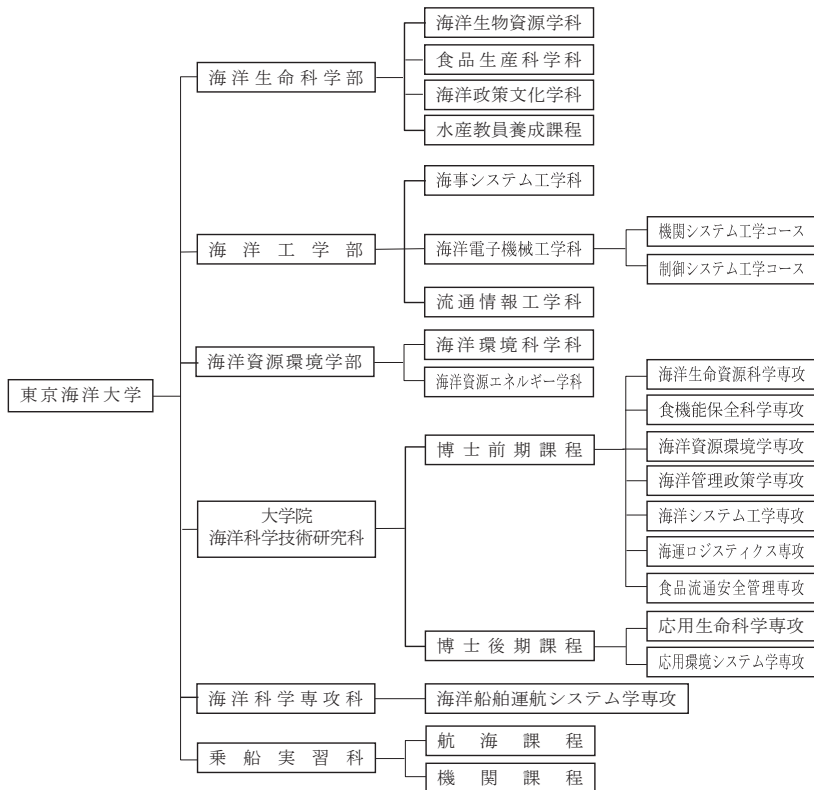 東京海洋大学
海洋生命科学部
海洋生物資源学科
食品生産科学科
海洋政策文化学科
水産教員養成課程
海洋工学部
海事システム工学科
海洋電子機械工学科
機関システム工学コース
制御システム工学コース
流通情報工学科
海洋資源環境学部
海洋環境科学科
海洋資源エネルギー学科
大学院
海洋科学技術研究科
博士前期課程
海洋生命資源科学専攻
食機能保全科学専攻
海洋資源環境学専攻
海洋管理政策学専攻
海洋システム工学専攻
海運ロジスティクス専攻
食品流通安全管理専攻
博士後期課程
応用生命科学専攻
応用環境システム学専攻
海洋科学専攻科
海洋船舶運航システム学専攻
乗船実習科
航海課程
機関課程